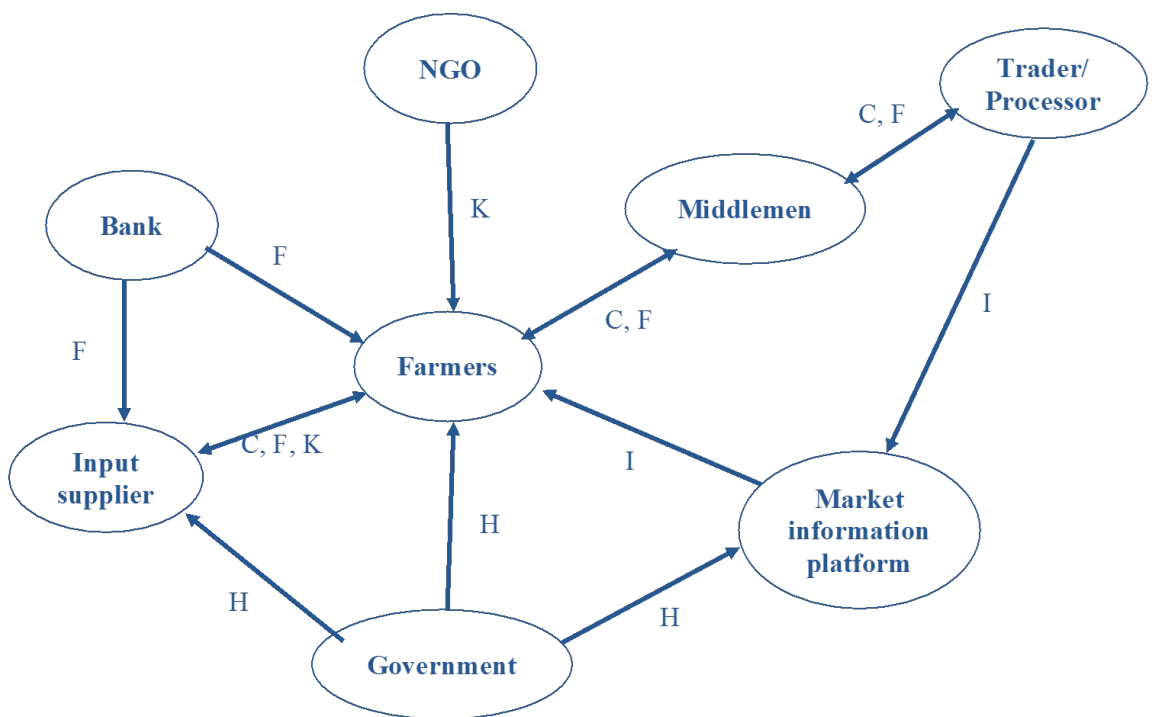 NGO
Trader/
Processor
C, F
Middlemen
K
Bank
F
I
C, F
F
Farmers
C, F, K
Input
supplier
I
Market
information
platform
H
H
H
Government